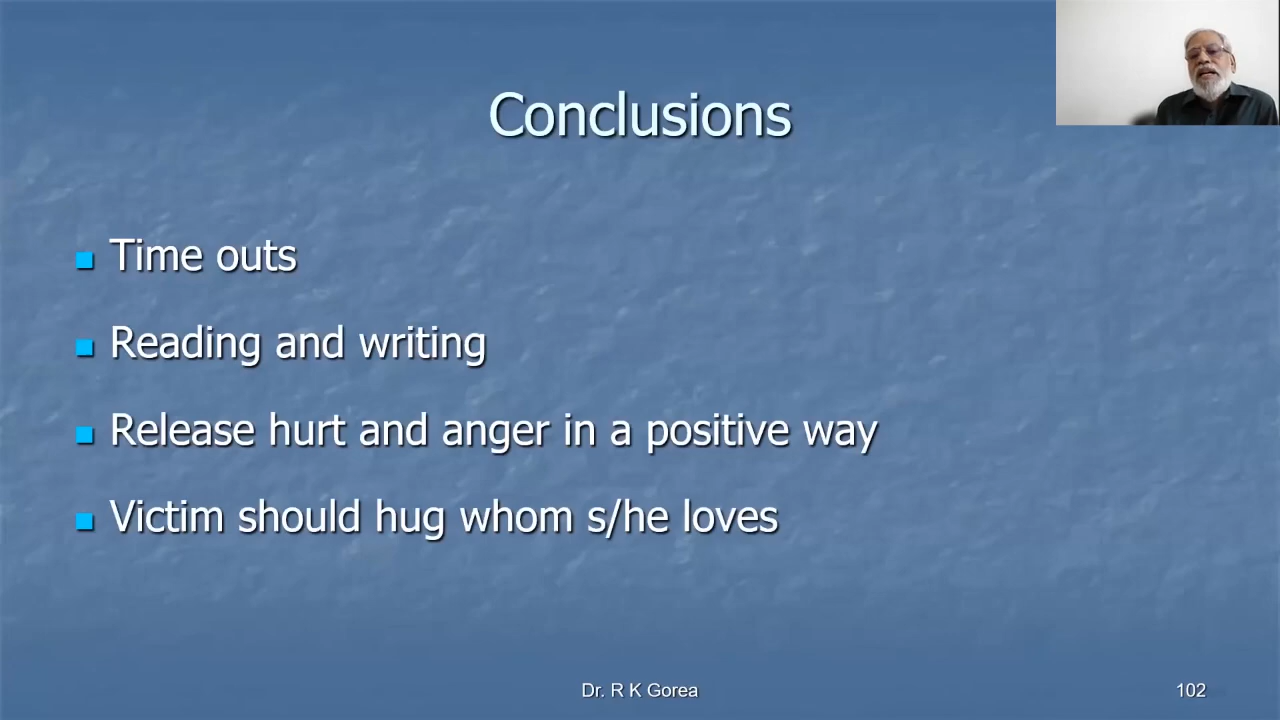 Conclusions
Time outs
Reading and writing
Release hurt and anger in a positive way
Victim should hug whom s/he loves
Dr. R K Gorea
102